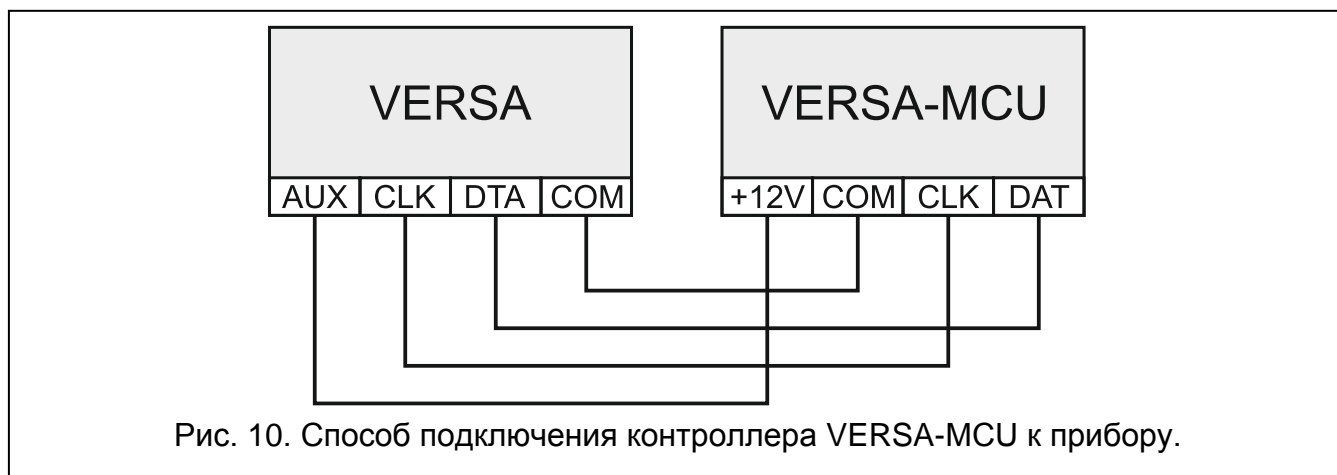 VERSA VERSA-MCU
AUX CLK DTA COM +12V COM CLK DAT
Рис. 10. Способ подключения контроллера VERSA-MCU к прибору.